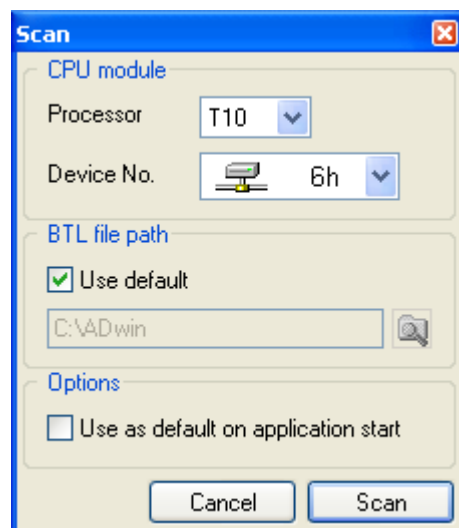 Scan
CPU module
Processor T10
Device No. 6h
BTL file path
Use default
C:\ADwin
Options
Use as default on application start
Cancel Scan